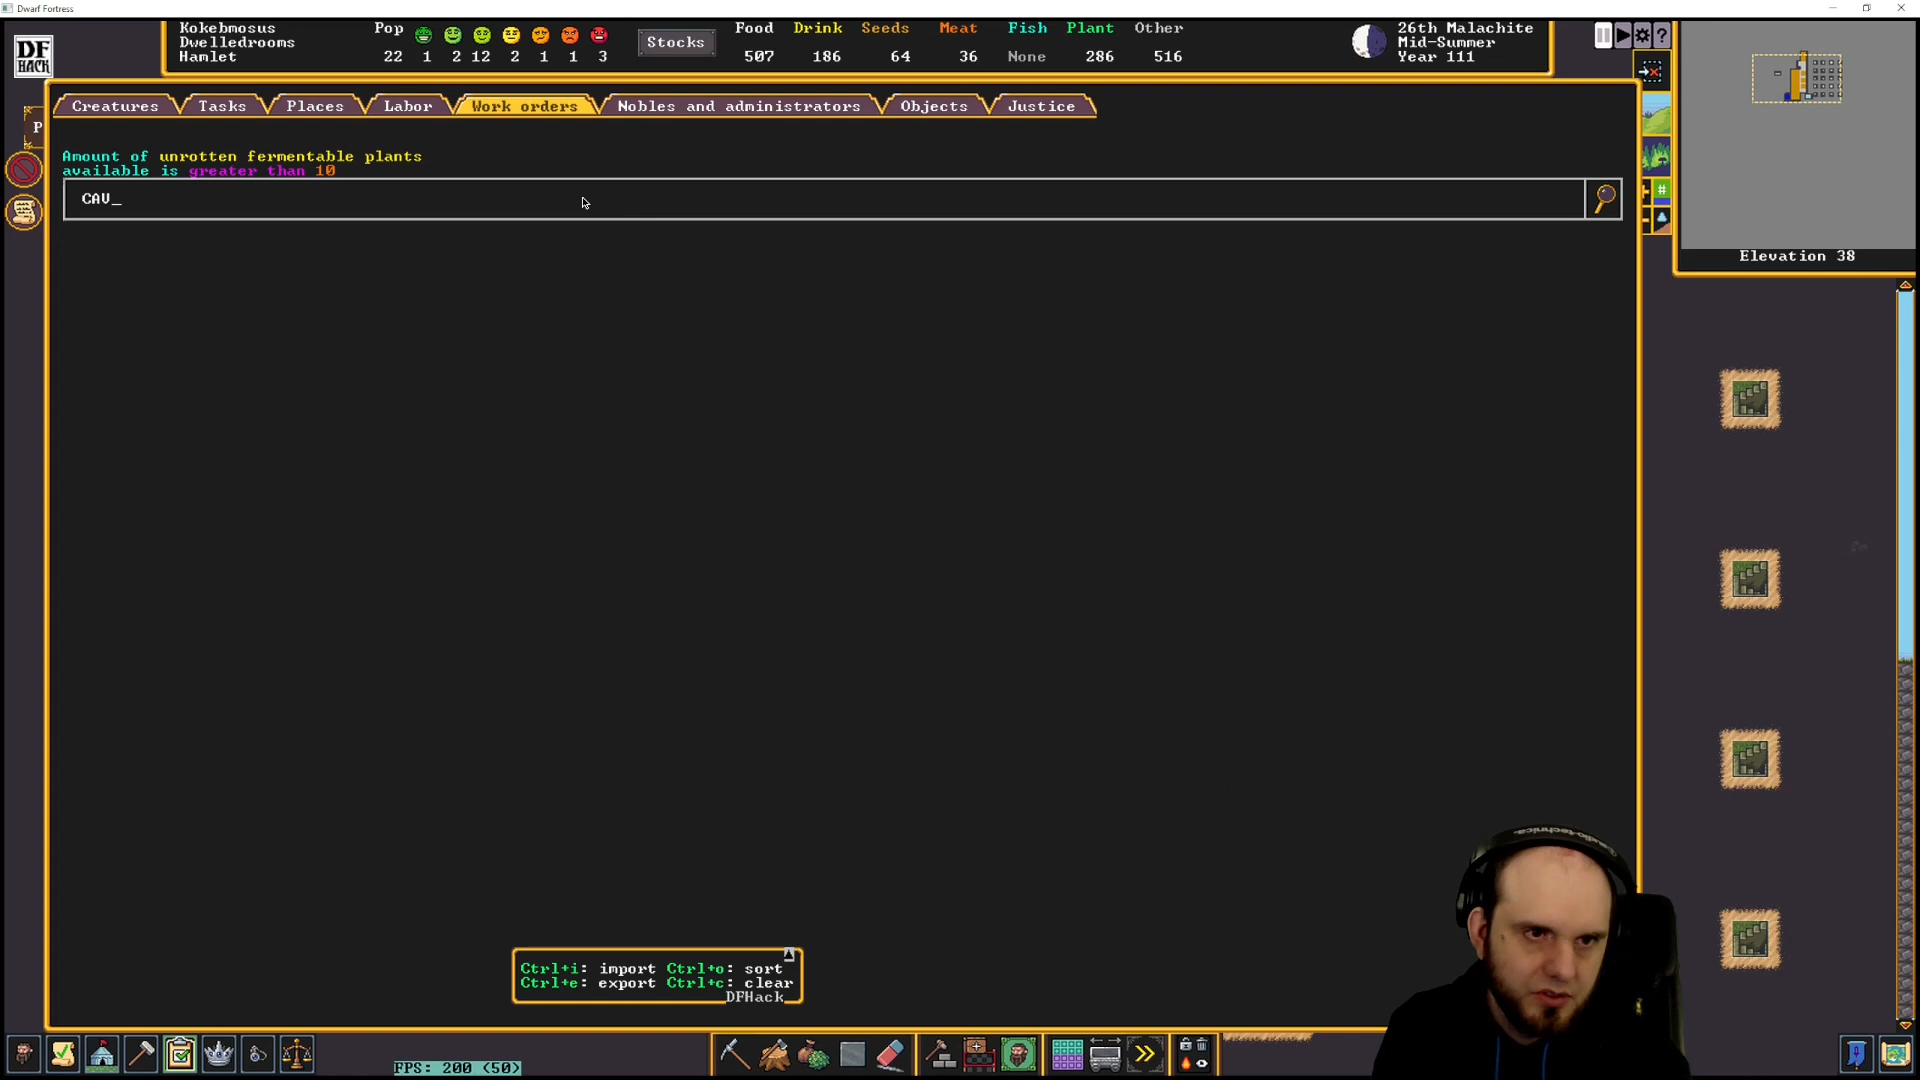 Dwarf Fortress
DF
HACK
Kokebmosus
Dwelledrooms
Hamlet
Pop
22 1 2 12 2 1 1 3
Stocks
Food Drink Seeds Meat Fish Plant Other
507 186 64 36 None 286 516
26th Malachite
Mid-Summer
Year 111
Elevation 38
P
Creatures Tasks Places Labor Work orders Nobles and administrators Objects Justice
Amount of unrotten fermentable plants
available is greater than 10
CAV_
Ctrl+i: import Ctrl+o: sort
Ctrl+e: export Ctrl+c: clear
DFHack
FPS: 200 (50)
audio-technica